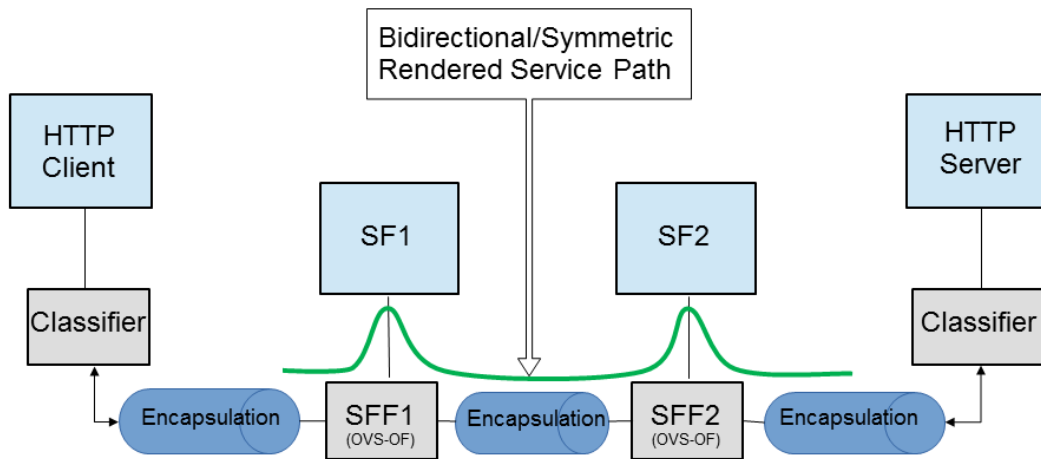 Bidirectional/Symmetric
Rendered Service Path
HTTP
Client
HTTP
Server
SF1
SF2
Classifier
Classifier
Encapsulation
SFF1
(OVS-OF)
Encapsulation
SFF2
(OVS-OF)
Encapsulation